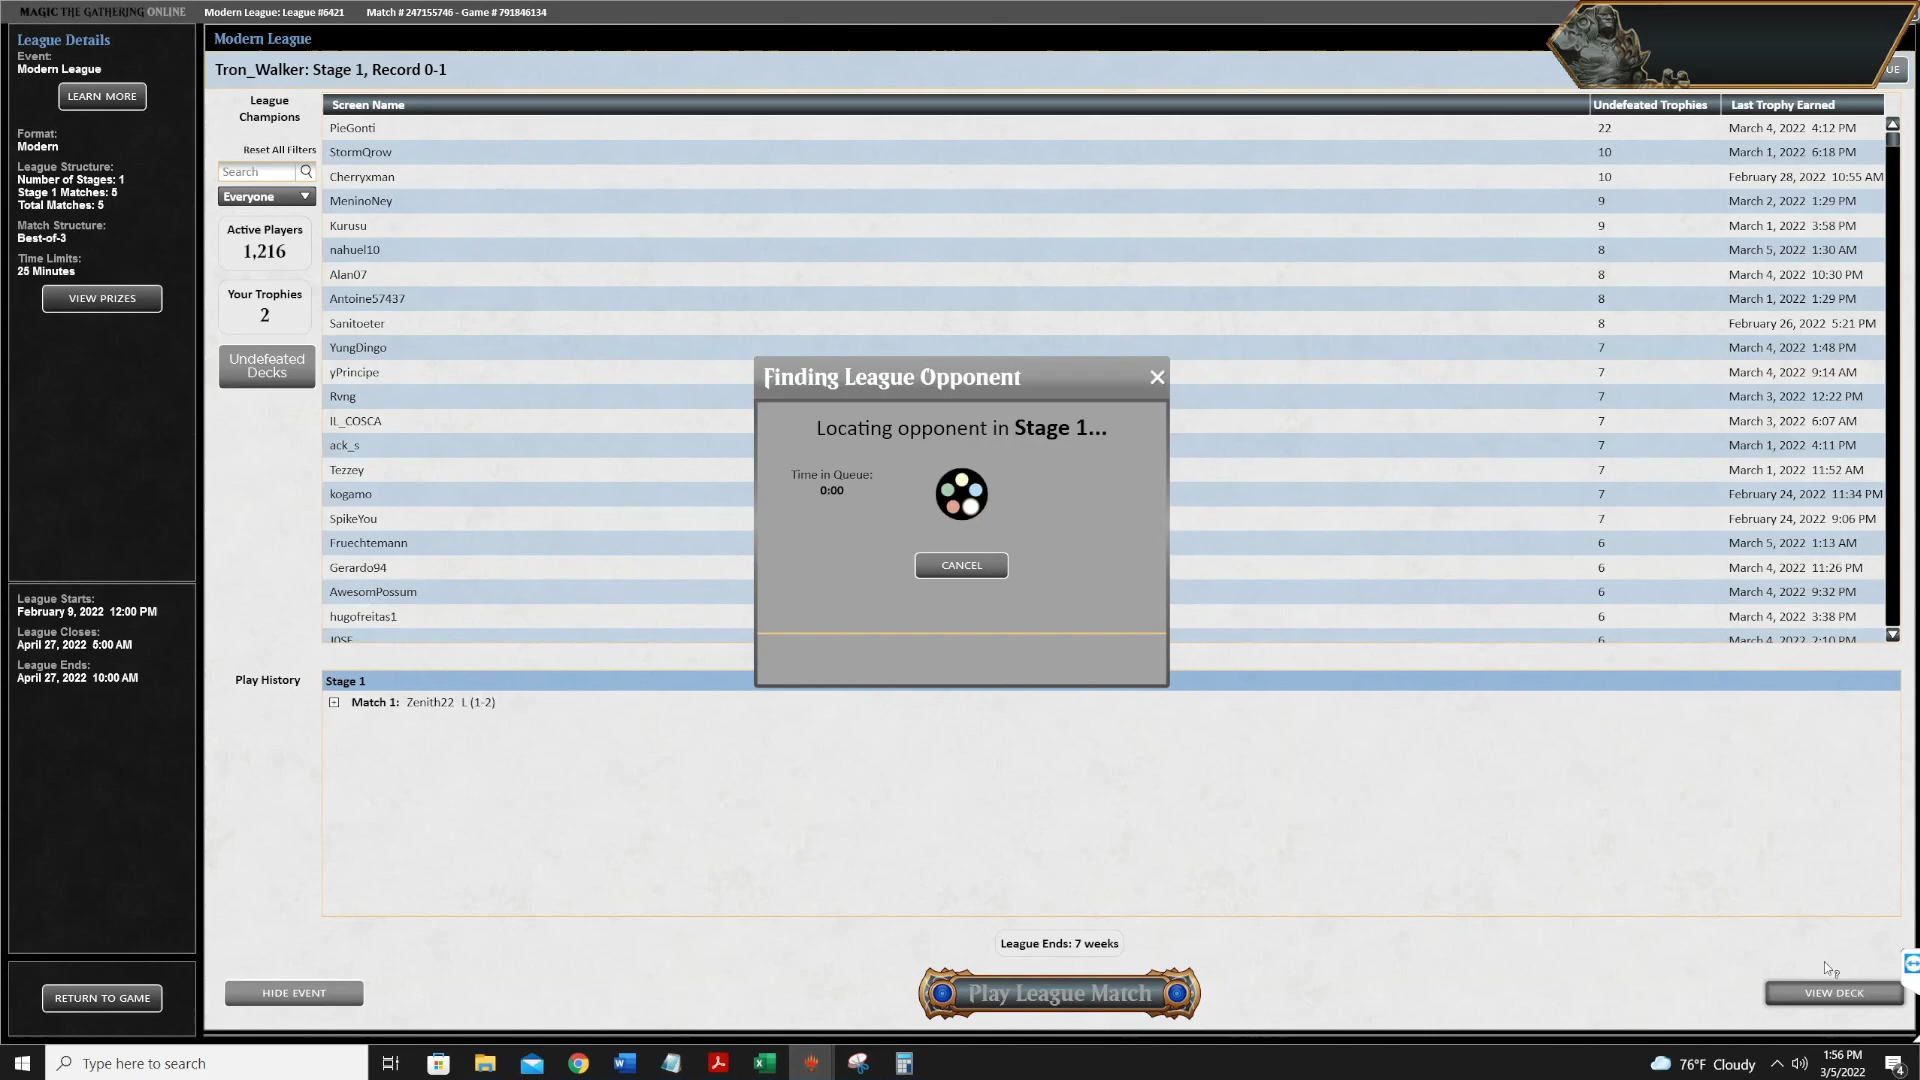 MAGIC THE GATHERING ONLINE
Modern League: League #6421
Match # 247155746 - Game # 791846134
League Details
Event:
Modern League
LEARN MORE
Format:
Modern
League Structure:
Number of Stages: 1
Stage 1 Matches: 5
Total Matches: 5
Match Structure:
Best-of-3
Time Limits:
25 Minutes
VIEW PRIZES
League Starts:
February 9, 2022 12:00 PM
League Closes:
April 27, 2022 5:00 AM
League Ends:
April 27, 2022 10:00 AM
RETURN TO GAME
Modern League
Tron_Walker: Stage 1, Record 0-1
UE
League
Champions
Reset All Filters
Search
Everyone
Active Players
1,216
Your Trophies
2
Undefeated
Decks
Screen Name Undefeated Trophies Last Trophy Earned
PieGonti 22 March 4, 2022 4:12 PM
StormQrow 10 March 1, 2022 6:18 PM
Cherryxman 10 February 28, 2022 10:55 AM
MeninoNey 9 March 2, 2022 1:29 PM
Kurusu 9 March 1, 2022 3:58 PM
nahuel10 8 March 5, 2022 1:30 AM
Alan07 8 March 4, 2022 10:30 PM
Antoine57437 8 March 1, 2022 1:29 PM
Sanitoeter 8 February 26, 2022 5:21 PM
YungDingo 7 March 4, 2022 1:48 PM
yPrincipe 7 March 4, 2022 9:14 AM
Rvng 7 March 3, 2022 12:22 PM
IL_COSCA 7 March 3, 2022 6:07 AM
ack_s 7 March 1, 2022 4:11 PM
Tezzey 7 March 1, 2022 11:52 AM
kogamo 7 February 24, 2022 11:34 PM
SpikeYou 7 February 24, 2022 9:06 PM
Fruechtemann 6 March 5, 2022 1:13 AM
Gerardo94 6 March 4, 2022 11:26 PM
AwesomPossum 6 March 4, 2022 9:32 PM
hugofreitas1 6 March 4, 2022 3:38 PM
JOSE 6 March 4, 2022 2:10 PM
Finding League Opponent
Locating opponent in Stage 1...
Time in Queue:
0:00
CANCEL
Play History
Stage 1
Match 1: Zenith22 L (1-2)
League Ends: 7 weeks
HIDE EVENT
Play League Match
VIEW DECK
Type here to search
76°F Cloudy
1:56 PM
3/5/2022
4